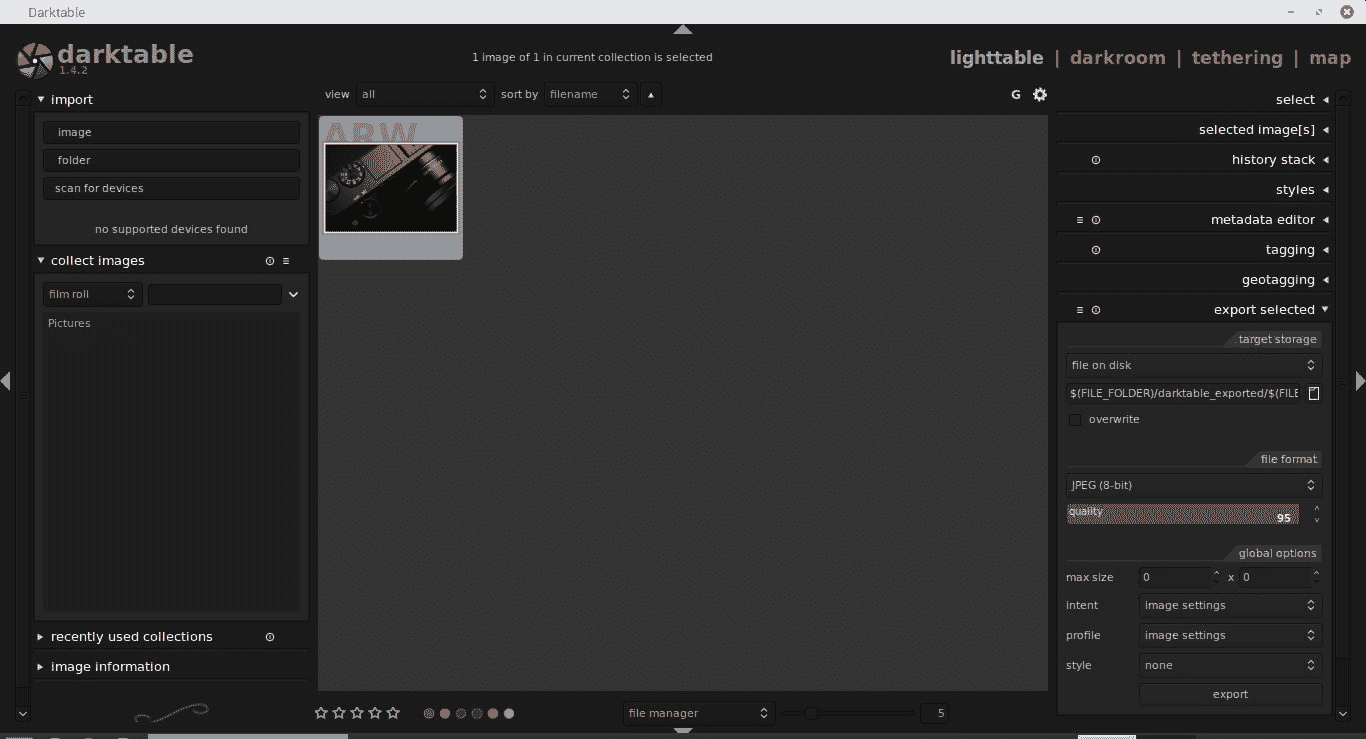 Darktable
darktable
1.4.2
1 image of 1 in current collection is selected
lighttable | darkroom | tethering | map
import
image
folder
scan for devices
no supported devices found
collect images
film roll
Pictures
recently used collections
image information
view all sort by filename
G
ARW
file manager 5
select
selected image[s]
history stack
styles
metadata editor
tagging
geotagging
export selected
target storage
file on disk
$(FILE_FOLDER)/darktable_exported/$(FILE
overwrite
file format
JPEG (8-bit)
quality 95
global options
max size 0 x 0
intent image settings
profile image settings
style none
export